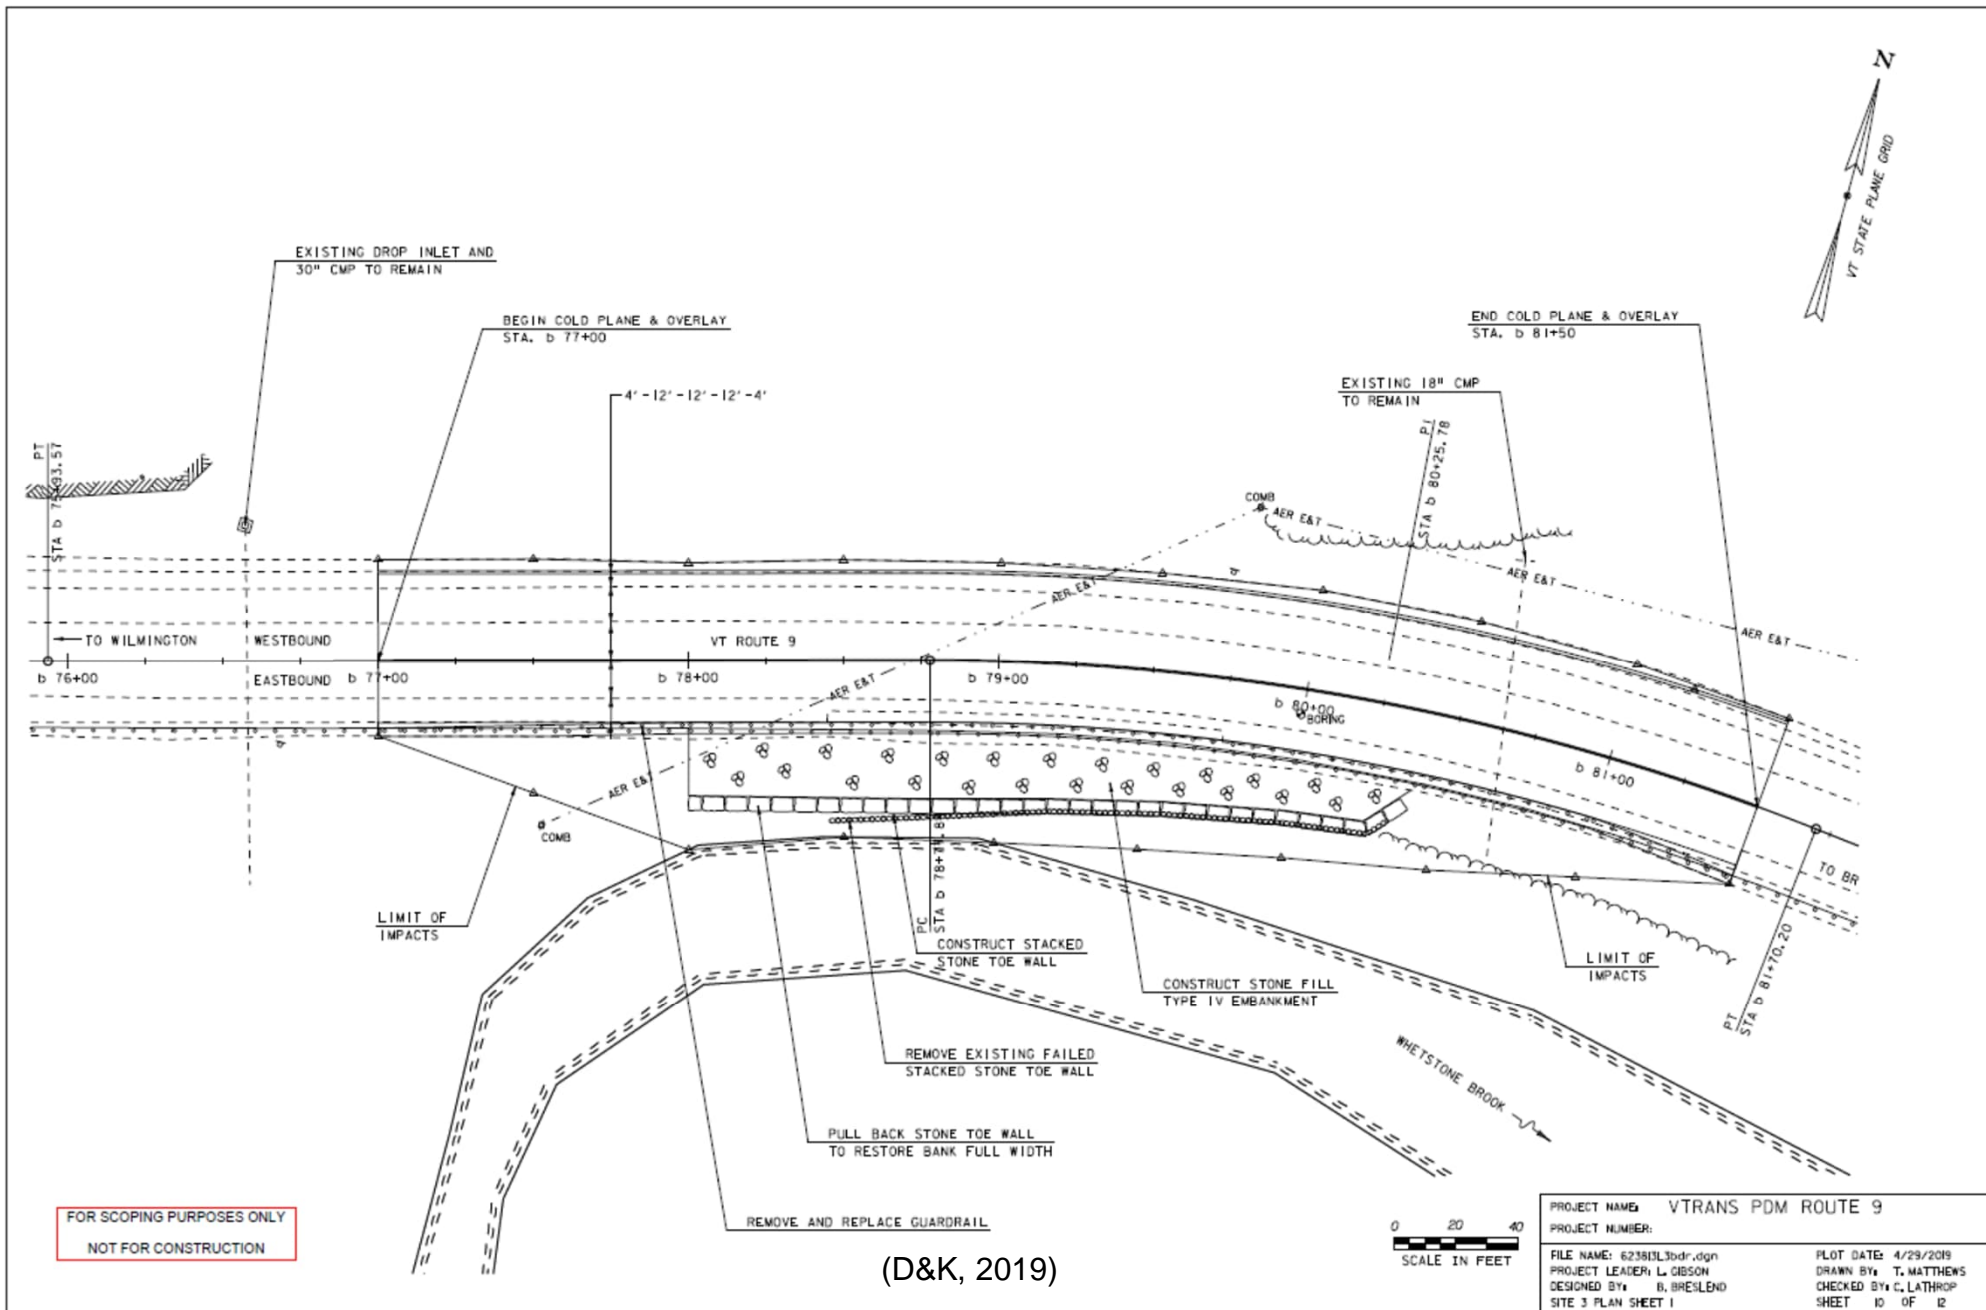 N
VT STATE PLANE GRID
EXISTING DROP INLET AND
30" CMP TO REMAIN
BEGIN COLD PLANE & OVERLAY
STA. b 77+00
END COLD PLANE & OVERLAY
STA. b 81+50
4'-12'-12'-12'-4'
EXISTING 18" CMP
TO REMAIN
PI
STA b 80+25.78
PT
STA b 75+93.57
COMB
AER E&T
AER E&T
AER E&T
AER E&T
TO WILMINGTON
WESTBOUND
VT ROUTE 9
EASTBOUND
b 76+00
b 77+00
b 78+00
b 79+00
b 80+00
b 81+00
BORING
AER E&T
AER E&T
COMB
TO BR
PC
LIMIT OF
IMPACTS
CONSTRUCT STACKED
STONE TOE WALL
CONSTRUCT STONE FILL
TYPE IV EMBANKMENT
LIMIT OF
IMPACTS
PT
STA b 81+70.20
REMOVE EXISTING FAILED
STACKED STONE TOE WALL
WHETSTONE BROOK
PULL BACK STONE TOE WALL
TO RESTORE BANK FULL WIDTH
REMOVE AND REPLACE GUARDRAIL
FOR SCOPING PURPOSES ONLY
NOT FOR CONSTRUCTION
(D&K, 2019)
0 20 40
SCALE IN FEET
PROJECT NAME: VTRANS PDM ROUTE 9
PROJECT NUMBER:
FILE NAME: 623813L3bdr.dgn
PROJECT LEADER: L. GIBSON
DESIGNED BY: B. BRESLEND
SITE 3 PLAN SHEET 1
PLOT DATE: 4/29/2019
DRAWN BY: T. MATTHEWS
CHECKED BY: C. LATHROP
SHEET 10 OF 12